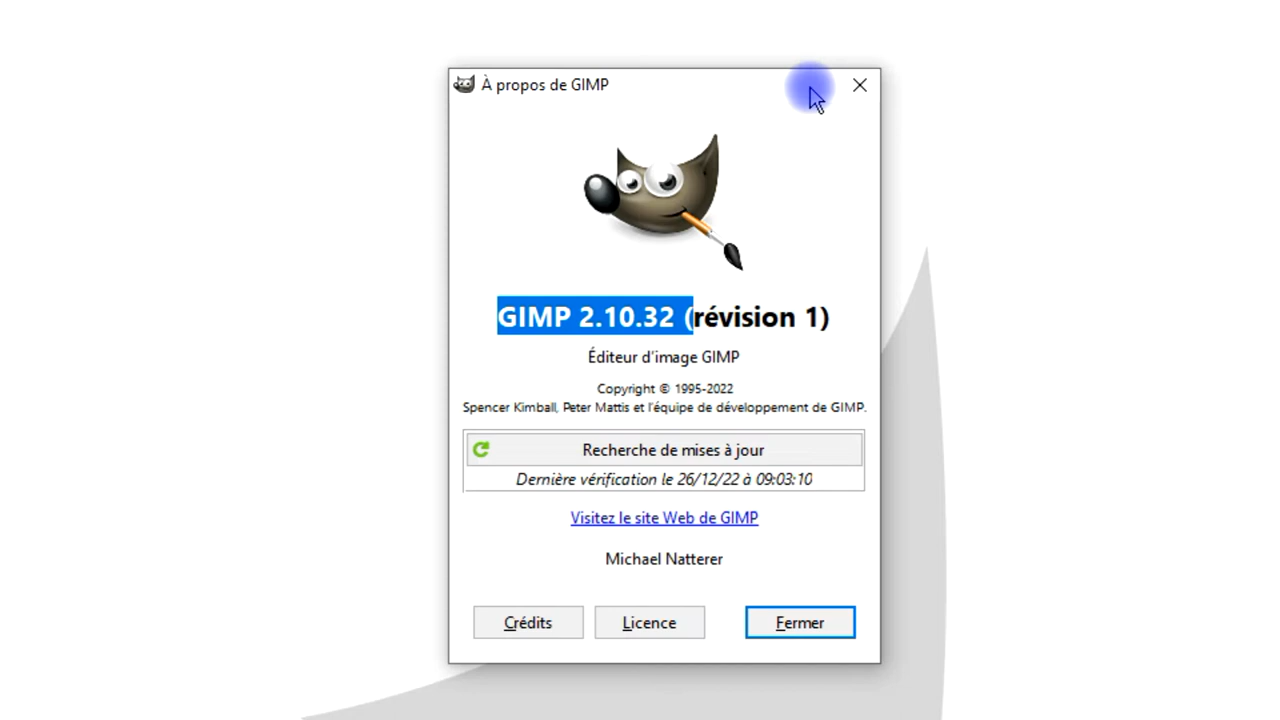 À propos de GIMP
GIMP 2.10.32 (révision 1)
Éditeur d’image GIMP
Copyright © 1995-2022
Spencer Kimball, Peter Mattis et l’équipe de développement de GIMP.
Recherche de mises à jour
Dernière vérification le 26/12/22 à 09:03:10
Visitez le site Web de GIMP
Michael Natterer
Crédits
Licence
Fermer